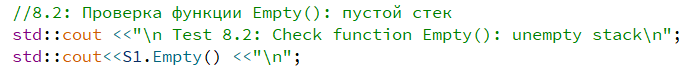 //8.2: Проверка функции Empty(): пустой стек
std::cout <<"\n Test 8.2: Check function Empty(): unempty stack\n";
std::cout<<S1.Empty() <<"\n";